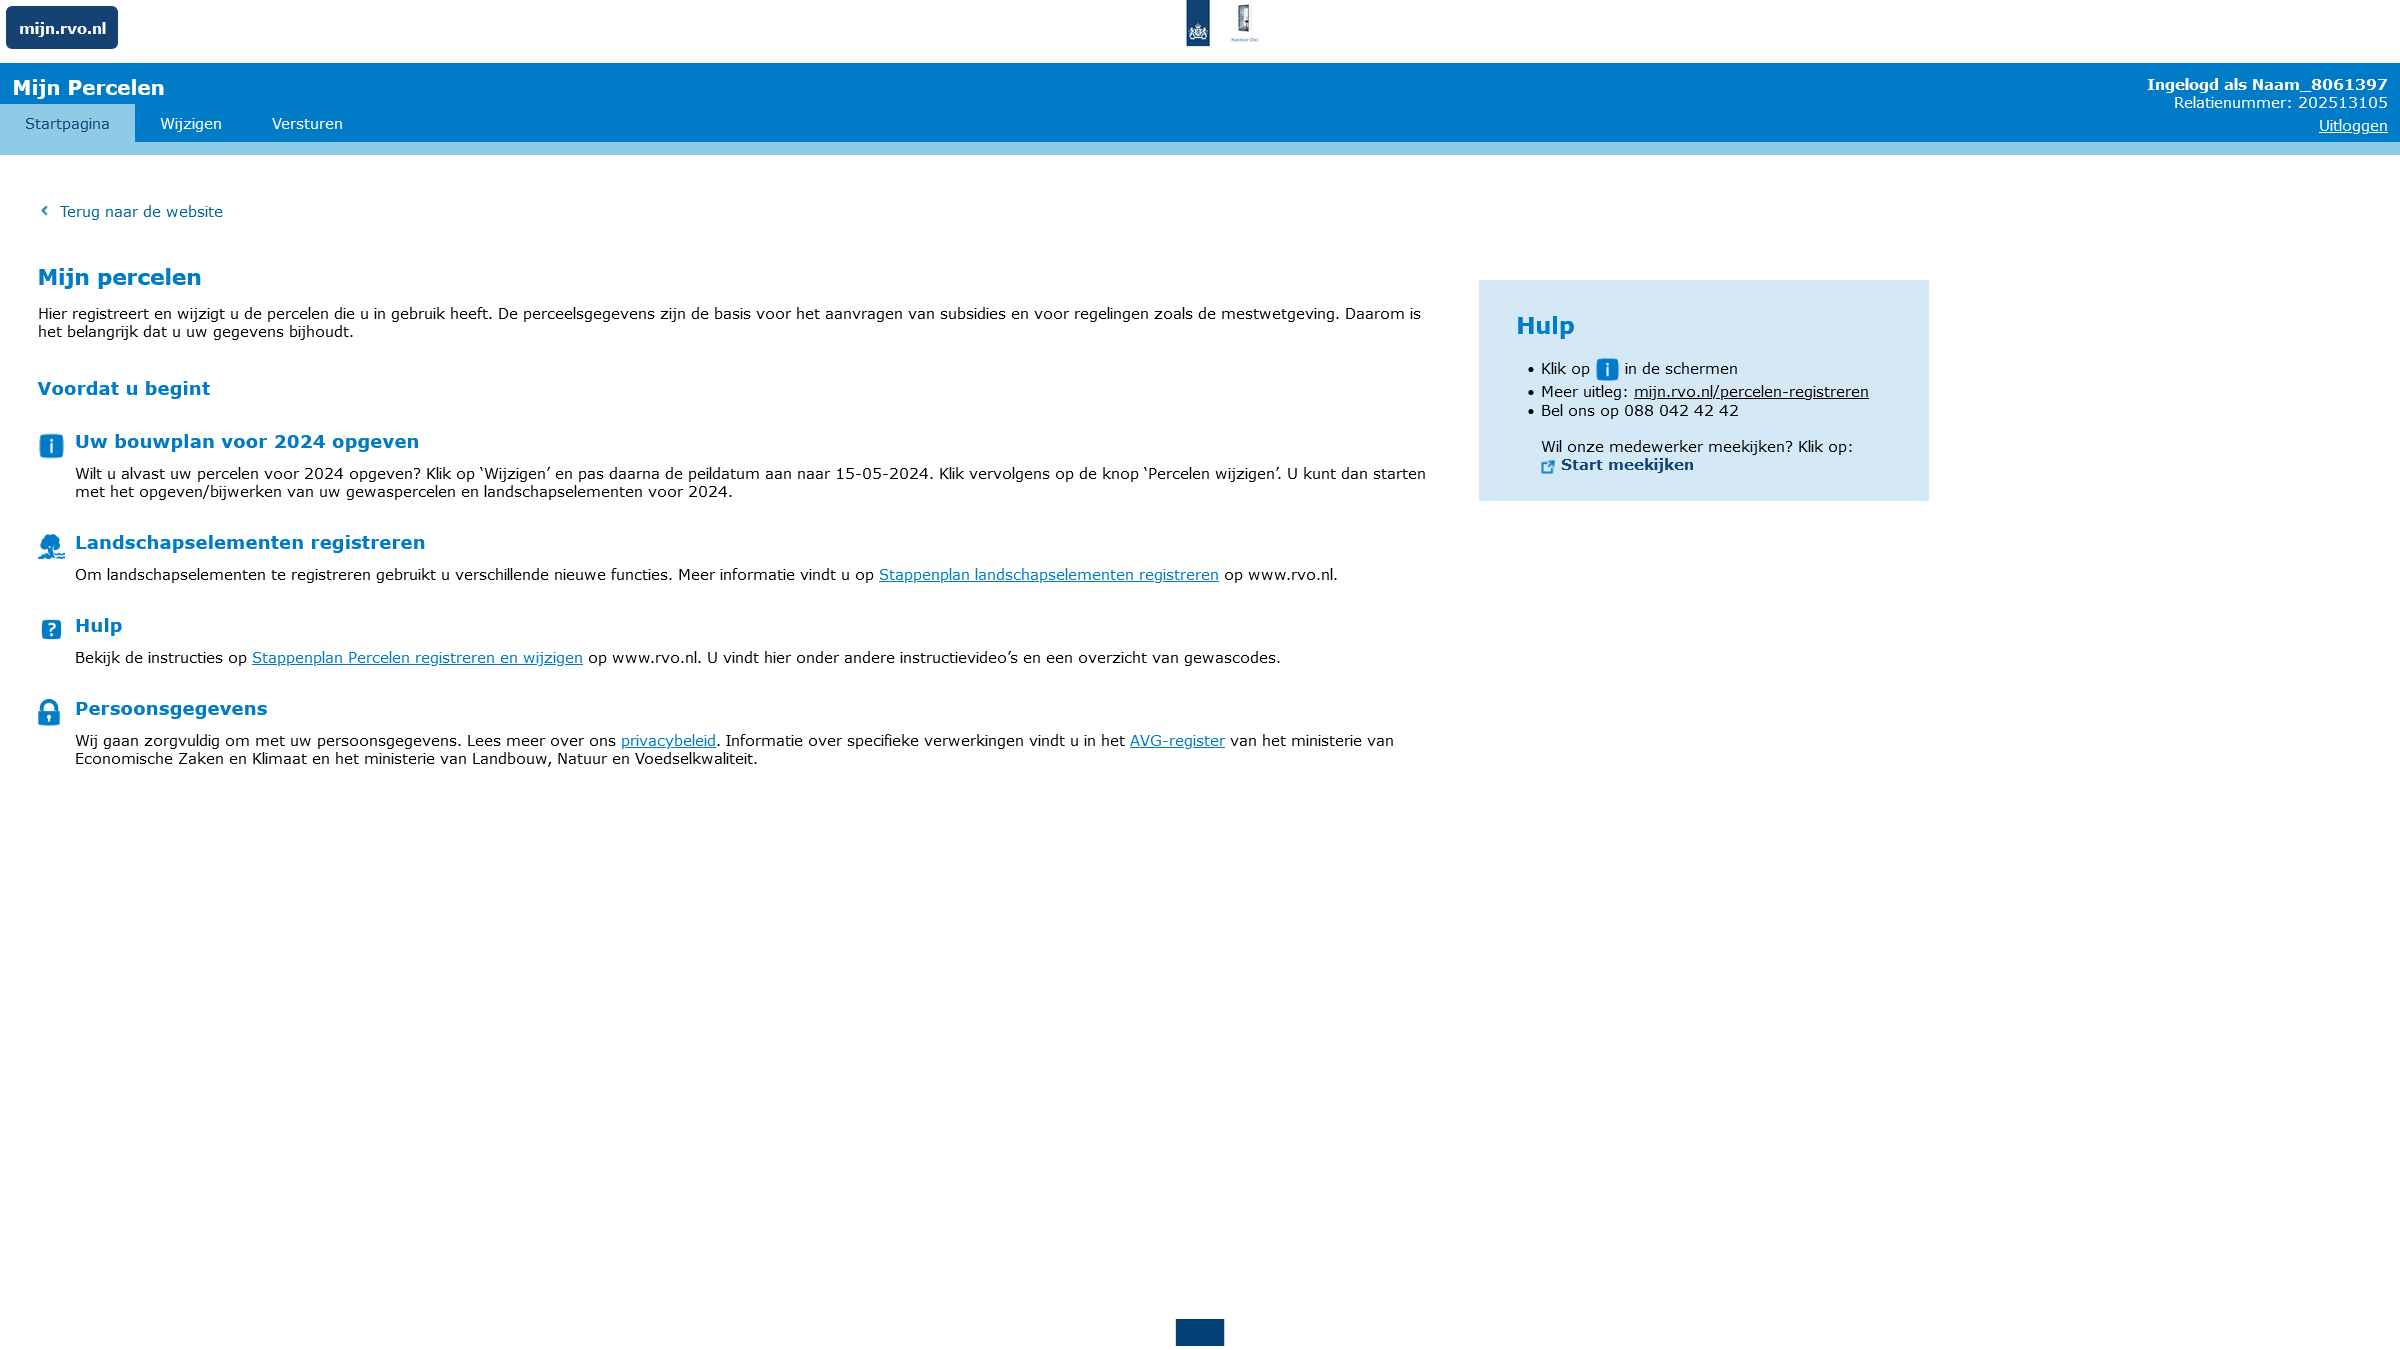 mijn.rvo.nl
Mijn Percelen
Ingelogd als Naam_8061397
Relatienummer: 202513105
Uitloggen
Startpagina Wijzigen Versturen
Terug naar de website
Mijn percelen
Hier registreert en wijzigt u de percelen die u in gebruik heeft. De perceelsgegevens zijn de basis voor het aanvragen van subsidies en voor regelingen zoals de mestwetgeving. Daarom is
het belangrijk dat u uw gegevens bijhoudt.
Voordat u begint
Uw bouwplan voor 2024 opgeven
Wilt u alvast uw percelen voor 2024 opgeven? Klik op ‘Wijzigen’ en pas daarna de peildatum aan naar 15-05-2024. Klik vervolgens op de knop ‘Percelen wijzigen’. U kunt dan starten
met het opgeven/bijwerken van uw gewaspercelen en landschapselementen voor 2024.
Landschapselementen registreren
Om landschapselementen te registreren gebruikt u verschillende nieuwe functies. Meer informatie vindt u op Stappenplan landschapselementen registreren op www.rvo.nl.
Hulp
Bekijk de instructies op Stappenplan Percelen registreren en wijzigen op www.rvo.nl. U vindt hier onder andere instructievideo’s en een overzicht van gewascodes.
Persoonsgegevens
Wij gaan zorgvuldig om met uw persoonsgegevens. Lees meer over ons privacybeleid. Informatie over specifieke verwerkingen vindt u in het AVG-register van het ministerie van
Economische Zaken en Klimaat en het ministerie van Landbouw, Natuur en Voedselkwaliteit.
Hulp
• Klik op i in de schermen
• Meer uitleg: mijn.rvo.nl/percelen-registreren
• Bel ons op 088 042 42 42
Wil onze medewerker meekijken? Klik op:
Start meekijken